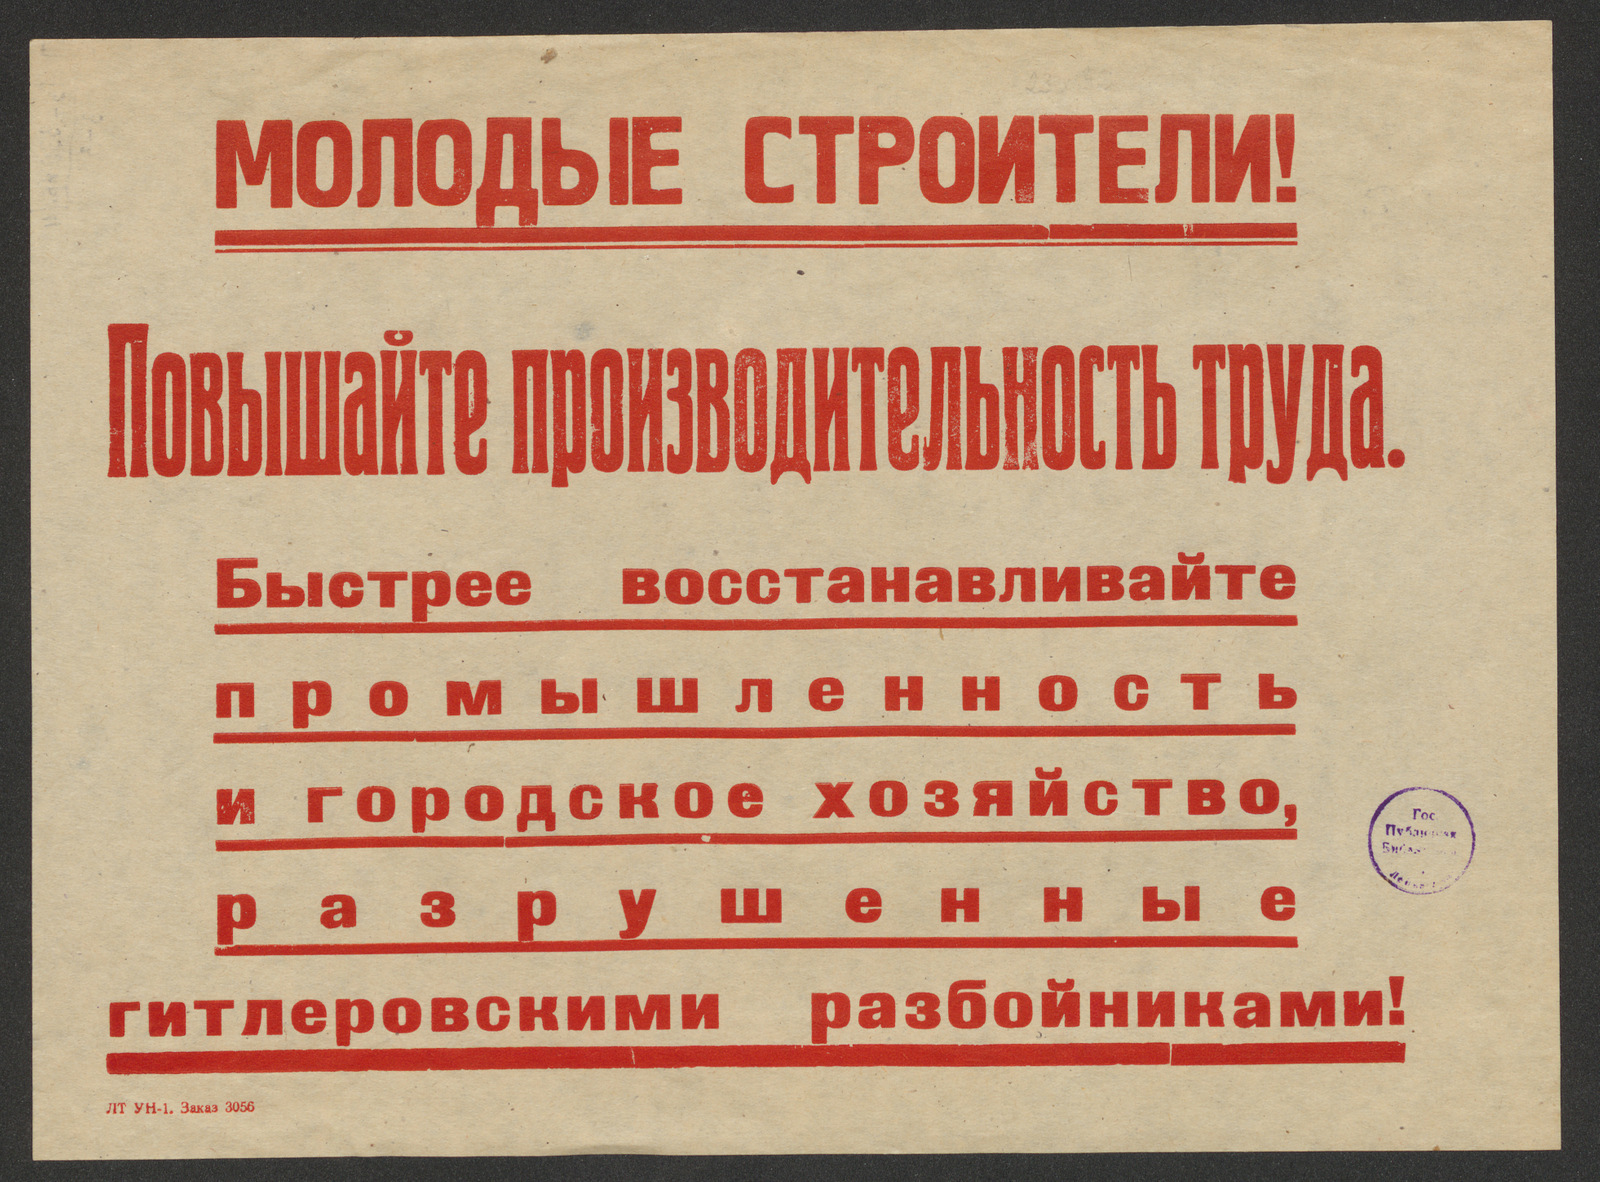 МОЛОДЫЕ СТРОИТЕЛИ!
Повышайте производительность труда.
Быстрее восстанавливайте
промышленность
и городское хозяйство,
разрушенные
гитлеровскими разбойниками!
ЛТ УН-1. Заказ 3056
Гос